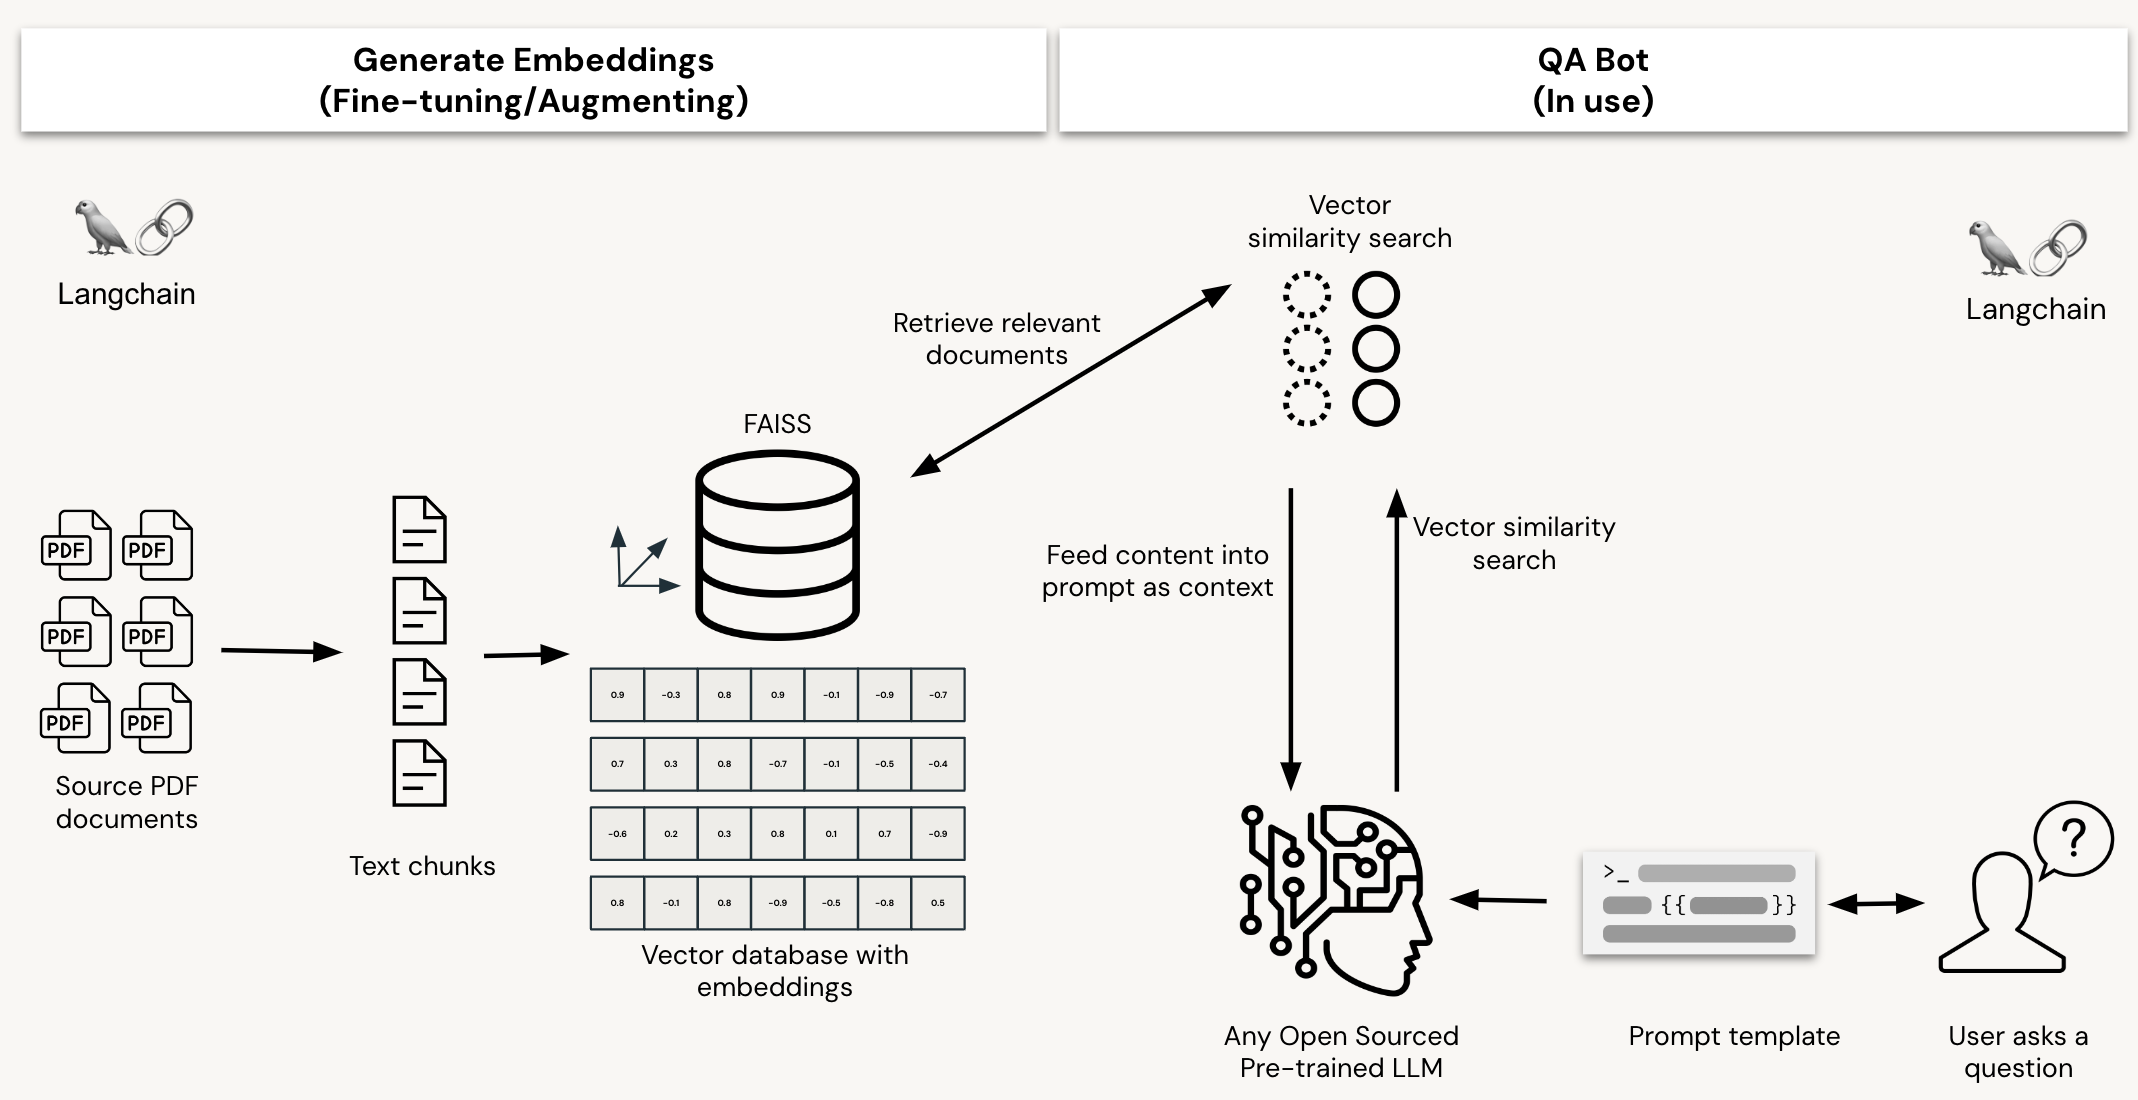 Generate Embeddings
(Fine-tuning/Augmenting)
QA Bot
(In use)
Langchain
Vector
similarity search
Langchain
Retrieve relevant
documents
FAISS
PDF PDF
PDF PDF
PDF PDF
Source PDF
documents
Text chunks
0.9 -0.3 0.8 0.9 -0.1 -0.9 -0.7
0.7 0.3 0.8 -0.7 -0.1 -0.5 -0.4
-0.6 0.2 0.3 0.8 0.1 0.7 -0.9
0.8 -0.1 0.8 -0.9 -0.5 -0.8 0.5
Vector database with
embeddings
Feed content into
prompt as context
Vector similarity
search
Any Open Sourced
Pre-trained LLM
>_
{{ }}
Prompt template
?
User asks a
question